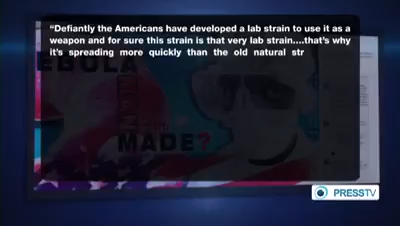 “Defiantly the Americans have developed a lab strain to use it as a
weapon and for sure this strain is that very lab strain....that's why
it's spreading more quickly than the old natural str
EBOLA
MADE?
PRESSTV